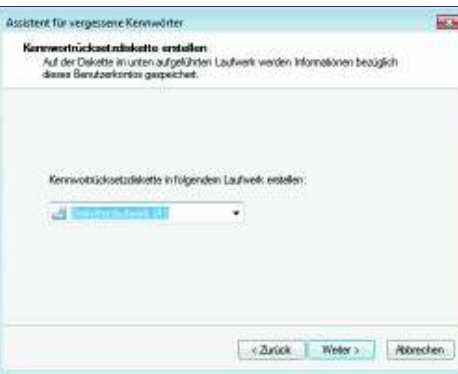 Assistent für vergessene Kennwörter
Kennwortrücksetzdiskette erstellen
Auf der Diskette im unten aufgeführten Laufwerk werden Informationen bezüglich
dieses Benutzerkontos gespeichert.
Kennwortrücksetzdiskette in folgendem Laufwerk erstellen:
< Zurück
Weiter >
Abbrechen